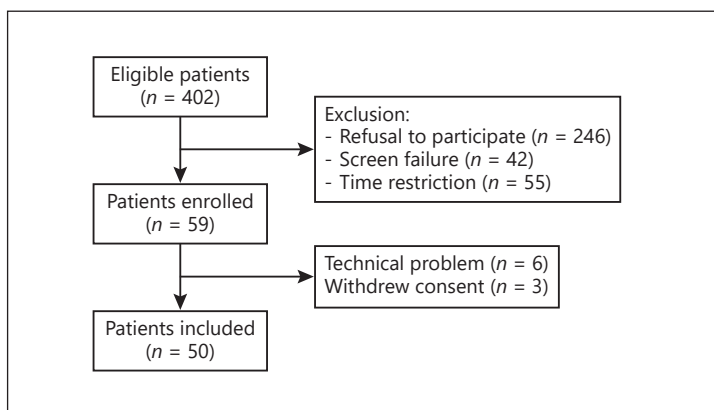 Eligible patients
(n = 402)
Exclusion:
- Refusal to participate (n = 246)
- Screen failure (n = 42)
- Time restriction (n = 55)
Patients enrolled
(n = 59)
Technical problem (n = 6)
Withdrew consent (n = 3)
Patients included
(n = 50)